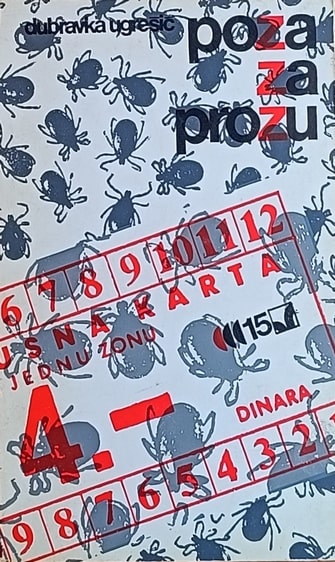 dubravka ugrešić
poza
za
prozu
6 7 8 9 10 11 12
USNA KARTA
JEDNU ZONU
15
4.—
DINARA
9 8 7 6 5 4 3 2